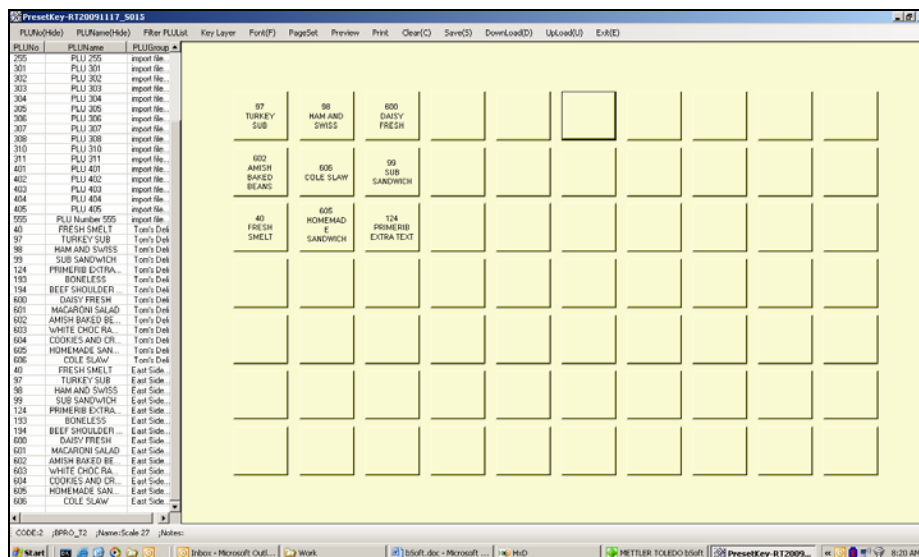 PresetKey-RT20091117_S015
PLUNo(Hide) PLUName(Hide) Filter PLUList Key Layer Font(F) PageSet Preview Print Clear(C) Save(S) DownLoad(D) UpLoad(U) Exit(E)
PLUNo PLUName PLUGroup
255 PLU 255 import file...
301 PLU 301 import file...
302 PLU 302 import file...
303 PLU 303 import file...
304 PLU 304 import file...
305 PLU 305 import file...
306 PLU 306 import file...
307 PLU 307 import file...
308 PLU 308 import file...
310 PLU 310 import file...
311 PLU 311 import file...
401 PLU 401 import file...
402 PLU 402 import file...
403 PLU 403 import file...
404 PLU 404 import file...
405 PLU 405 import file...
555 PLU Number 555 import file...
40 FRESH SMELT Tom's Deli
97 TURKEY SUB Tom's Deli
98 HAM AND SWISS Tom's Deli
99 SUB SANDWICH Tom's Deli
124 PRIMERIB EXTRA... Tom's Deli
193 BONELESS Tom's Deli
194 BEEF SHOULDER ... Tom's Deli
600 DAISY FRESH Tom's Deli
601 MACARONI SALAD Tom's Deli
602 AMISH BAKED BE... Tom's Deli
603 WHITE CHOC RA... Tom's Deli
604 COOKIES AND CR... Tom's Deli
605 HOMEMADE SAN... Tom's Deli
606 COLE SLAW Tom's Deli
40 FRESH SMELT East Side...
97 TURKEY SUB East Side...
98 HAM AND SWISS East Side...
99 SUB SANDWICH East Side...
124 PRIMERIB EXTRA... East Side...
193 BONELESS East Side...
194 BEEF SHOULDER ... East Side...
600 DAISY FRESH East Side...
601 MACARONI SALAD East Side...
602 AMISH BAKED BE... East Side...
603 WHITE CHOC RA... East Side...
604 COOKIES AND CR... East Side...
605 HOMEMADE SAN... East Side...
606 COLE SLAW East Side...
97
TURKEY
SUB
98
HAM AND
SWISS
600
DAISY
FRESH
602
AMISH
BAKED
BEANS
606
COLE SLAW
99
SUB
SANDWICH
40
FRESH
SMELT
605
HOMEMAD
E
SANDWICH
124
PRIMERIB
EXTRA TEXT
CODE:2 ;BPRO_T2 ;Name:Scale 27 ;Notes:
Start Inbox - Microsoft Outl... Work bSoft.doc - Microsoft ... HxD METTLER TOLEDO bSoft PresetKey-RT2009... 8:20 AM